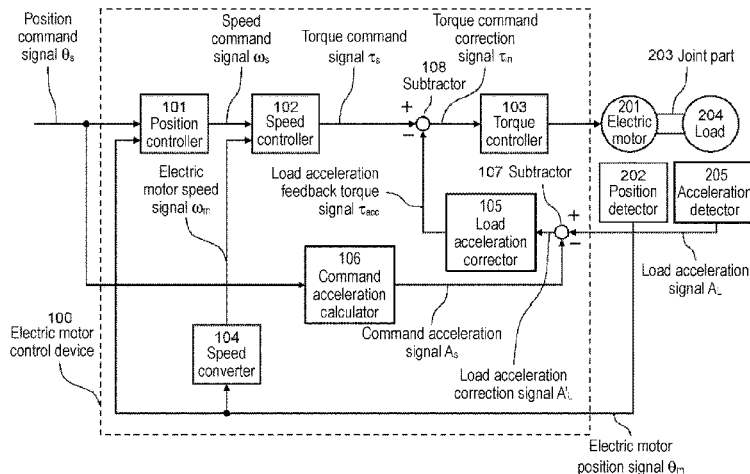 Position
command
signal θs
Speed
command
signal ωs
Torque command
signal τs
Torque command
correction
signal τin
108
Subtractor
203 Joint part
101
Position
controller
102
Speed
controller
+
−
103
Torque
controller
201
Electric
motor
204
Load
Electric
motor speed
signal ωm
Load acceleration
feedback torque
signal τacc
107 Subtractor
202
Position
detector
205
Acceleration
detector
105
Load
acceleration
corrector
+
−
106
Command
acceleration
calculator
Load acceleration
signal AL
Command acceleration
signal As
100
Electric motor
control device
104
Speed
converter
Load acceleration
correction signal A'L
Electric motor
position signal θm